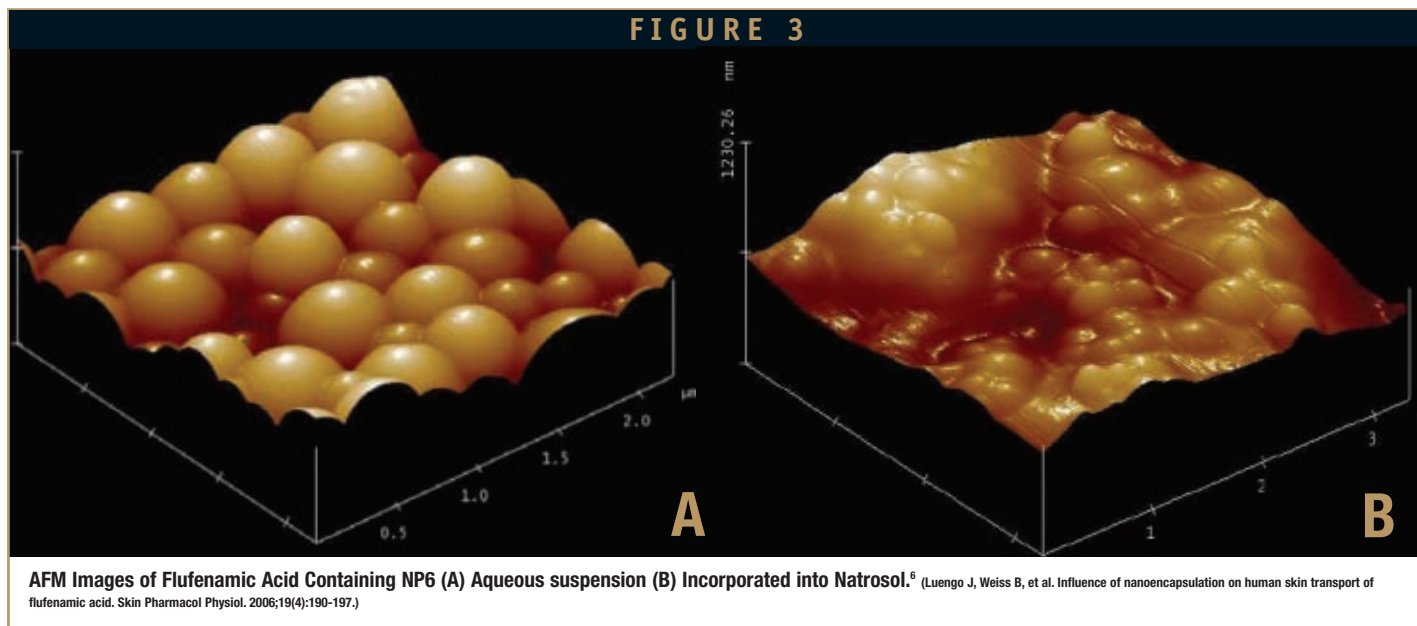 FIGURE 3
nm
1230.26
µm
2.0
1.5
1.0
0.5
A
3
2
1
B
AFM Images of Flufenamic Acid Containing NP6 (A) Aqueous suspension (B) Incorporated into Natrosol.⁶ (Luengo J, Weiss B, et al. Influence of nanoencapsulation on human skin transport of
flufenamic acid. Skin Pharmacol Physiol. 2006;19(4):190-197.)